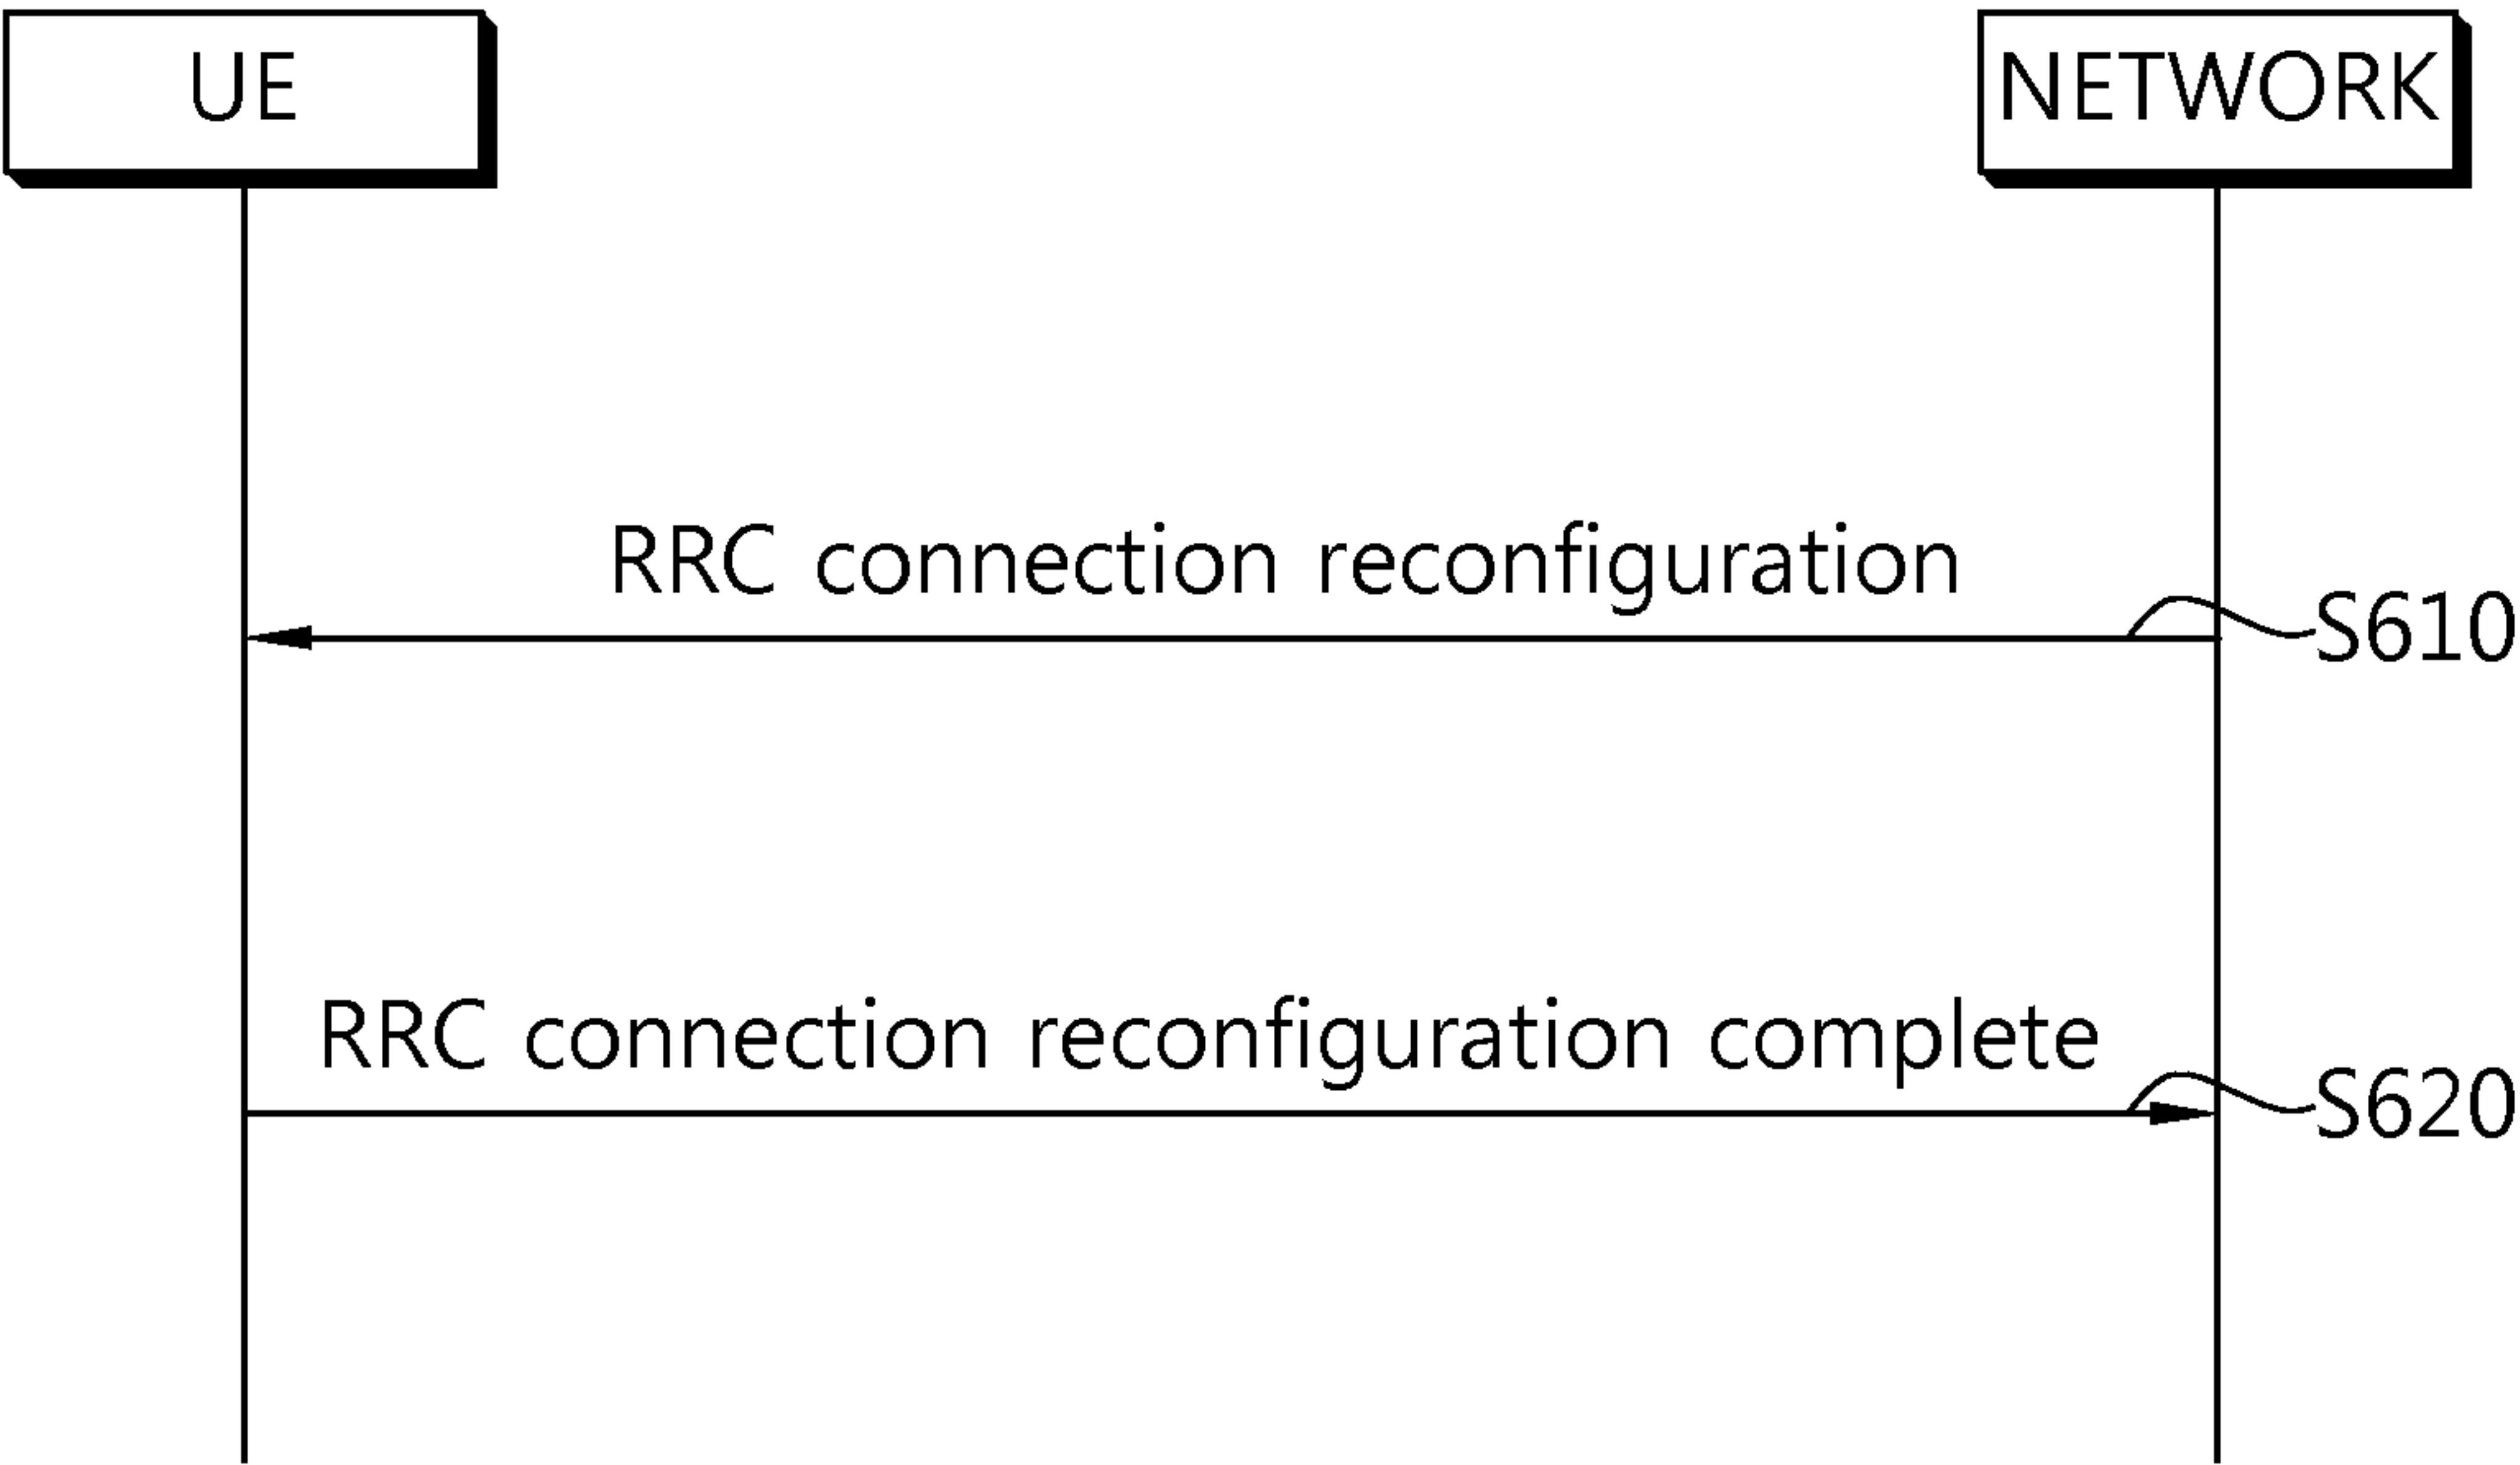 UE
NETWORK
RRC connection reconfiguration
S610
RRC connection reconfiguration complete
S620